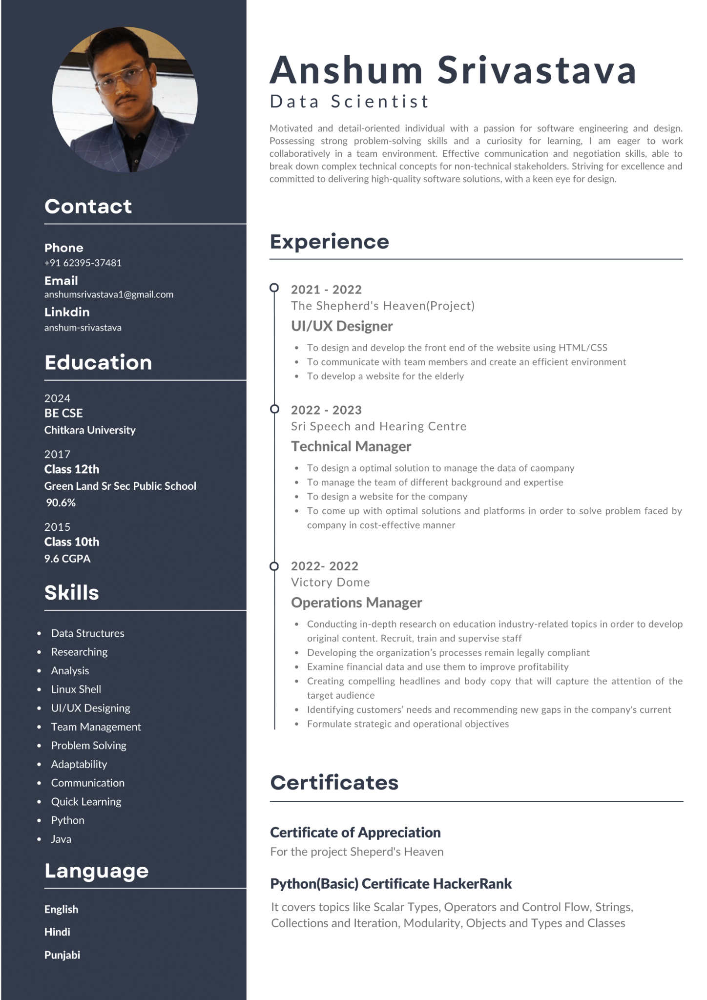 Anshum Srivastava
Data Scientist
Motivated and detail-oriented individual with a passion for software engineering and design.
Possessing strong problem-solving skills and a curiosity for learning, I am eager to work
collaboratively in a team environment. Effective communication and negotiation skills, able to
break down complex technical concepts for non-technical stakeholders. Striving for excellence and
committed to delivering high-quality software solutions, with a keen eye for design.
Contact
Phone
+91 62395-37481
Email
anshumsrivastava1@gmail.com
Linkdin
anshum-srivastava
Education
2024
BE CSE
Chitkara University
2017
Class 12th
Green Land Sr Sec Public School
90.6%
2015
Class 10th
9.6 CGPA
Skills
• Data Structures
• Researching
• Analysis
• Linux Shell
• UI/UX Designing
• Team Management
• Problem Solving
• Adaptability
• Communication
• Quick Learning
• Python
• Java
Language
English
Hindi
Punjabi
Experience
2021 - 2022
The Shepherd's Heaven(Project)
UI/UX Designer
• To design and develop the front end of the website using HTML/CSS
• To communicate with team members and create an efficient environment
• To develop a website for the elderly
2022 - 2023
Sri Speech and Hearing Centre
Technical Manager
• To design a optimal solution to manage the data of caompany
• To manage the team of different background and expertise
• To design a website for the company
• To come up with optimal solutions and platforms in order to solve problem faced by
company in cost-effective manner
2022- 2022
Victory Dome
Operations Manager
• Conducting in-depth research on education industry-related topics in order to develop
original content. Recruit, train and supervise staff
• Developing the organization’s processes remain legally compliant
• Examine financial data and use them to improve profitability
• Creating compelling headlines and body copy that will capture the attention of the
target audience
• Identifying customers’ needs and recommending new gaps in the company's current
• Formulate strategic and operational objectives
Certificates
Certificate of Appreciation
For the project Sheperd's Heaven
Python(Basic) Certificate HackerRank
It covers topics like Scalar Types, Operators and Control Flow, Strings,
Collections and Iteration, Modularity, Objects and Types and Classes